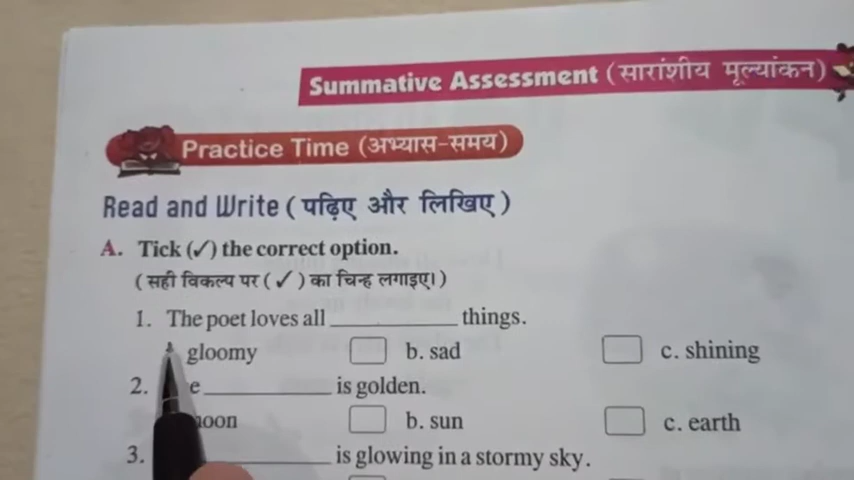 Summative Assessment (सारांशीय मूल्यांकन)
Practice Time (अभ्यास-समय)
Read and Write (पढ़िए और लिखिए)
A. Tick (✓) the correct option.
(सही विकल्प पर (✓) का चिन्ह लगाइए।)
1. The poet loves all ____________ things.
gloomy b. sad c. shining
2. ____________ is golden.
b. sun c. earth
3. ____________ is glowing in a stormy sky.